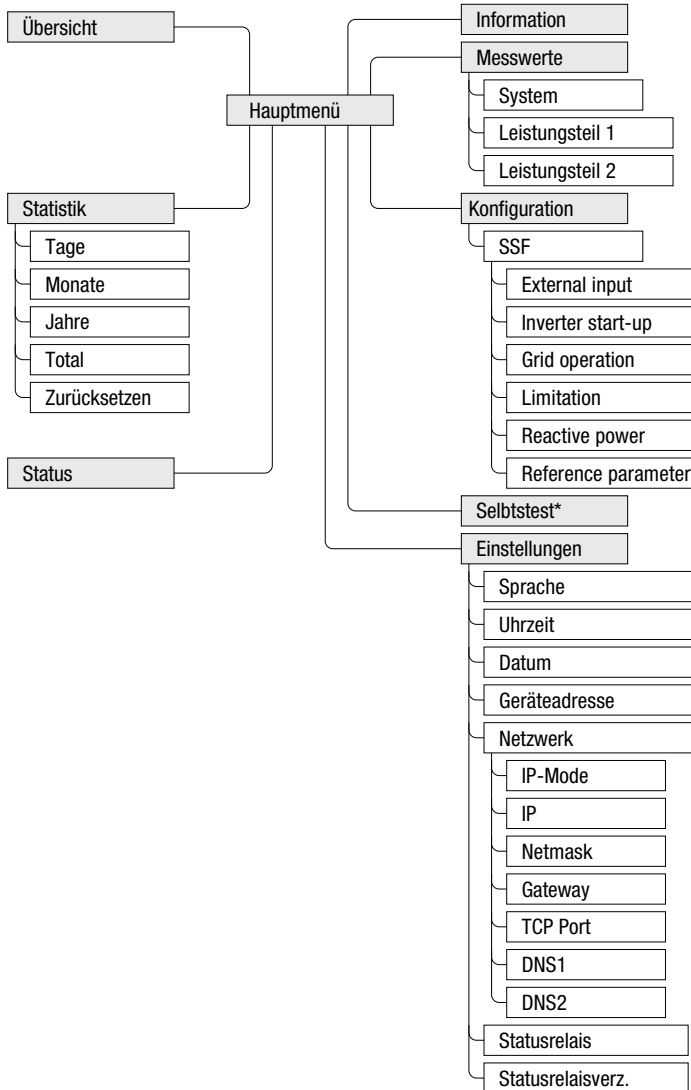 Übersicht
Hauptmenü
Statistik
Tage
Monate
Jahre
Total
Zurücksetzen
Status
Information
Messwerte
System
Leistungsteil 1
Leistungsteil 2
Konfiguration
SSF
External input
Inverter start-up
Grid operation
Limitation
Reactive power
Reference parameter
Selbtstest*
Einstellungen
Sprache
Uhrzeit
Datum
Geräteadresse
Netzwerk
IP-Mode
IP
Netmask
Gateway
TCP Port
DNS1
DNS2
Statusrelais
Statusrelaisverz.